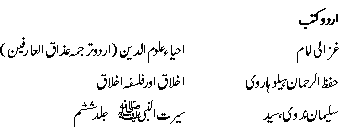 اردو کتب
غزالی امام احیاء علوم الدین (اردو ترجمہ مذاق العارفین)
حفظ الرحمان سیوہاروی اخلاق اور فلسفہ اخلاق
سلیمان ندوی سید سیرت النبی ﷺ جلد ششم